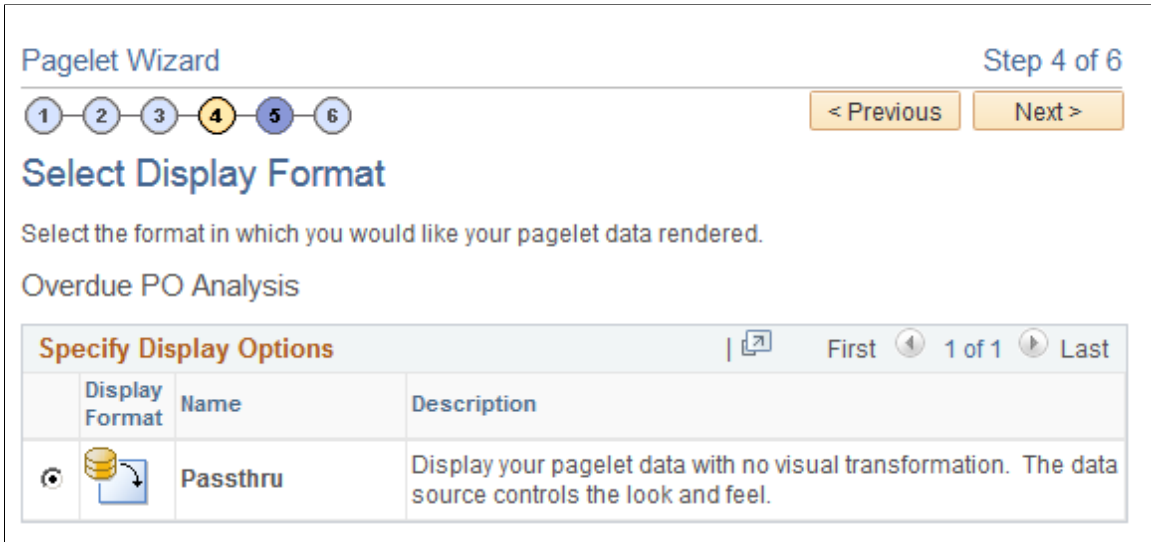 Pagelet Wizard Step 4 of 6
1 2 3 4 5 6 < Previous Next >
Select Display Format
Select the format in which you would like your pagelet data rendered.
Overdue PO Analysis
Specify Display Options | First 1 of 1 Last
Display Format Name Description
Passthru Display your pagelet data with no visual transformation. The data
source controls the look and feel.